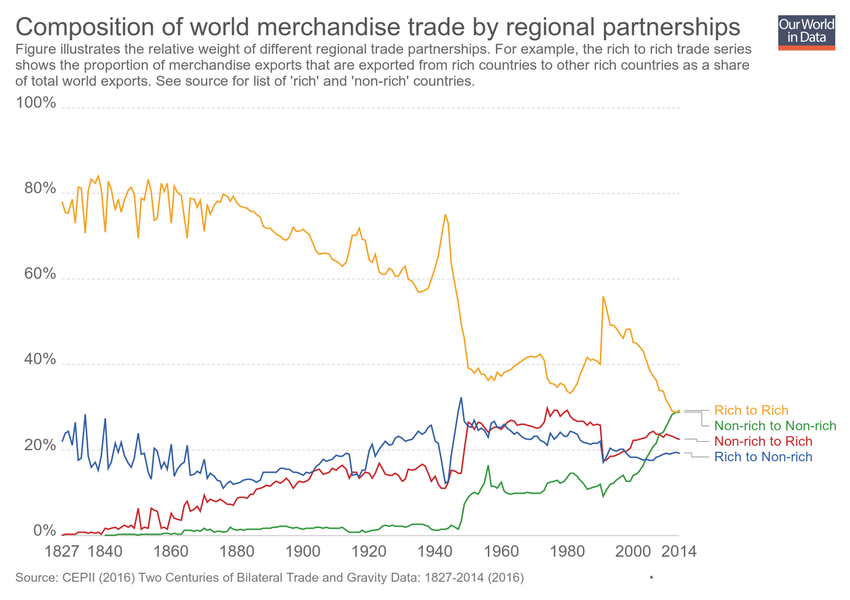 Composition of world merchandise trade by regional partnerships
Our World
in Data
Figure illustrates the relative weight of different regional trade partnerships. For example, the rich to rich trade series
shows the proportion of merchandise exports that are exported from rich countries to other rich countries as a share
of total world exports. See source for list of 'rich' and 'non-rich' countries.
100%
80%
60%
40%
20%
0%
Rich to Rich
Non-rich to Non-rich
Non-rich to Rich
Rich to Non-rich
1827 1840 1860 1880 1900 1920 1940 1960 1980 2000 2014
Source: CEPII (2016) Two Centuries of Bilateral Trade and Gravity Data: 1827-2014 (2016) •